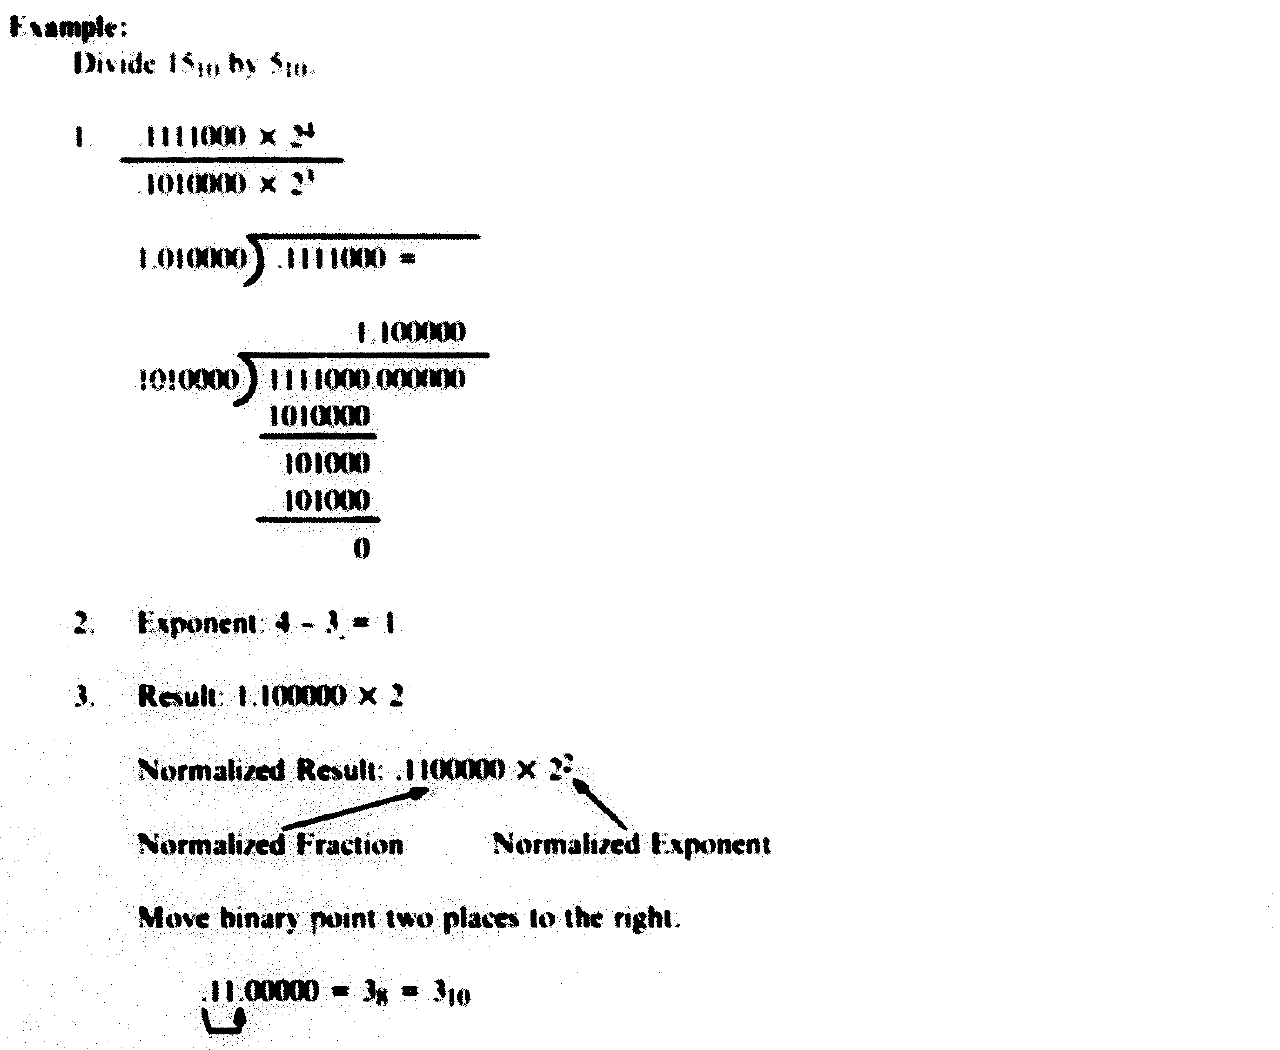 Example:
Divide 15₁₀ by 5₁₀.
1. .1111000 × 2⁴
.1010000 × 2³
1.010000 ) .1111000 =
1.100000
1010000 ) 1111000.000000
1010000
101000
101000
0
2. Exponent: 4 - 3 = 1
3. Result: 1.100000 × 2
Normalized Result: .1100000 × 2²
Normalized Fraction Normalized Exponent
Move binary point two places to the right.
.11.00000 = 3₈ = 3₁₀